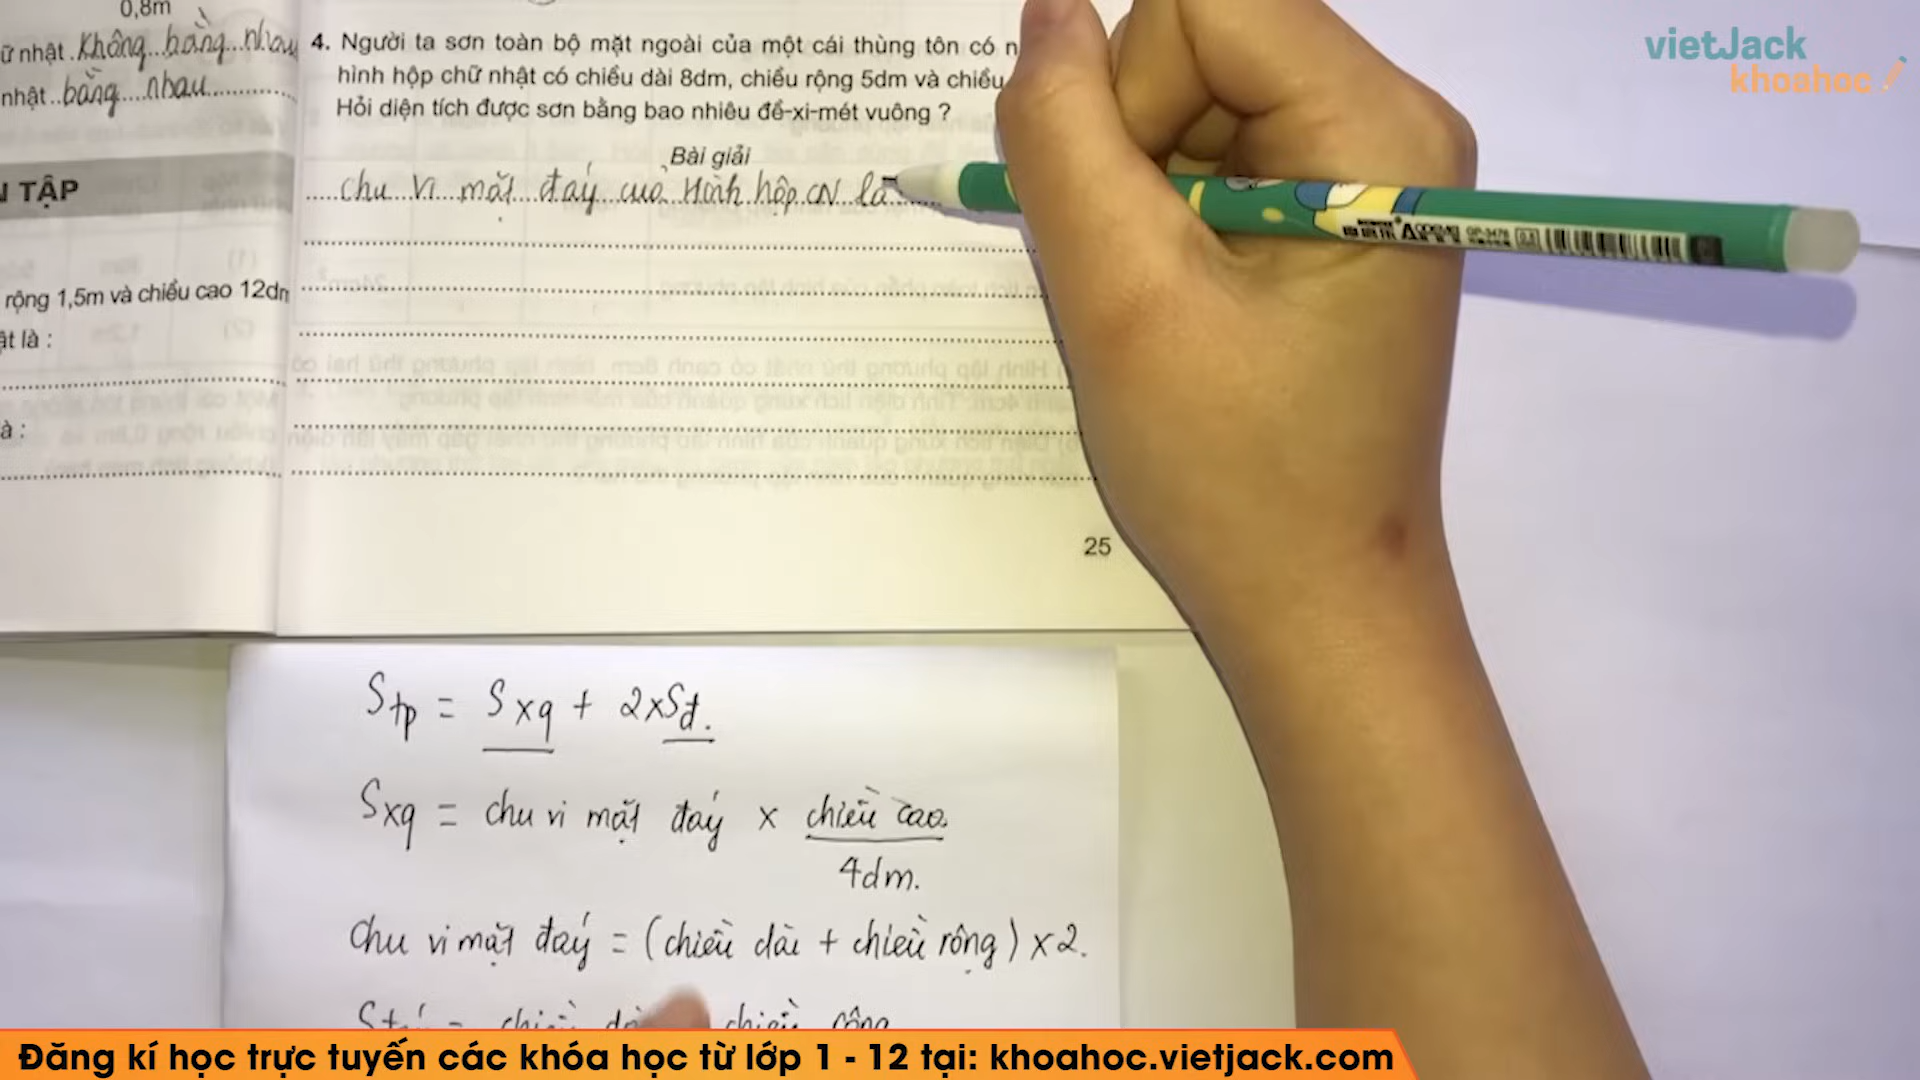 0,8m
ữ nhật không bằng nhau
nhật bằng nhau
N TẬP
rộng 1,5m và chiều cao 12dm
ật là :
à :
4. Người ta sơn toàn bộ mặt ngoài của một cái thùng tôn có n
hình hộp chữ nhật có chiều dài 8dm, chiều rộng 5dm và chiều
Hỏi diện tích được sơn bằng bao nhiêu đề-xi-mét vuông ?
Bài giải
Chu vi mặt đáy của Hình hộp CN là
25
Stp = Sxq + 2xSđ.
Sxq = chu vi mặt đáy x chiều cao.
4dm.
Chu vi mặt đáy = (chiều dài + chiều rộng) x 2.
vietJack
khoahoc
Đăng kí học trực tuyến các khóa học từ lớp 1 - 12 tại: khoahoc.vietjack.com